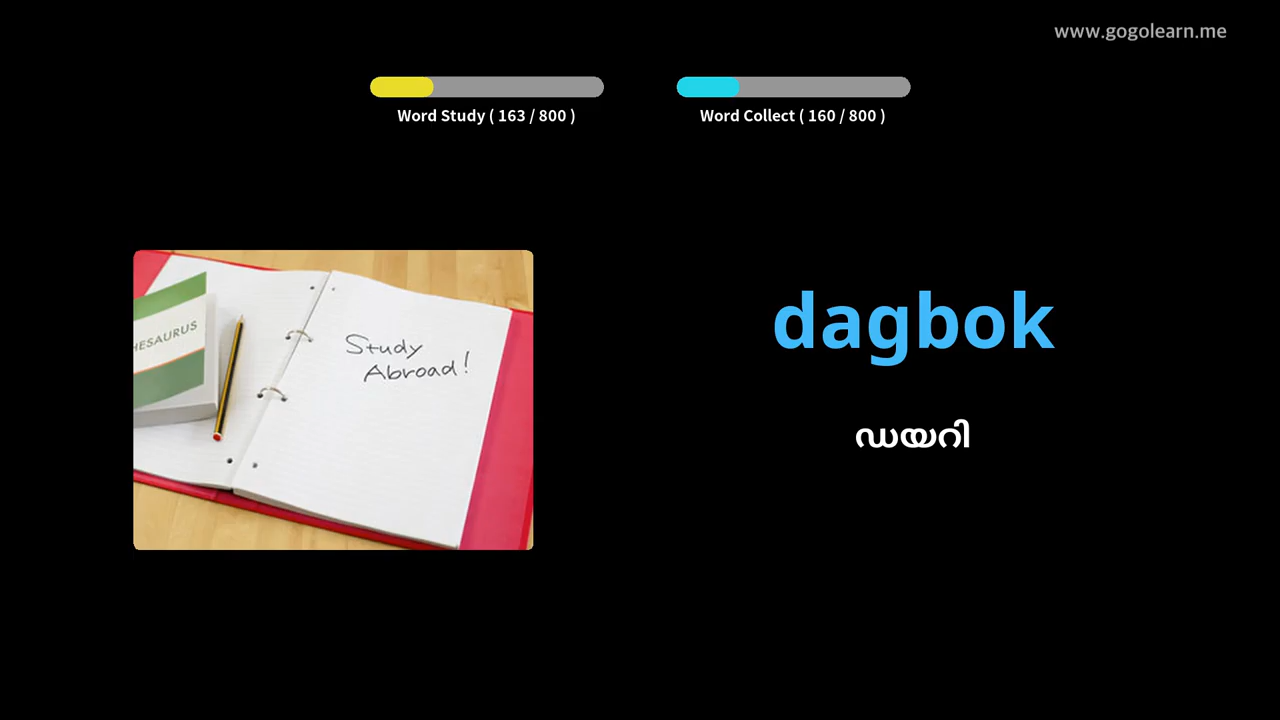 www.gogolearn.me
Word Study ( 163 / 800 )
Word Collect ( 160 / 800 )
HESAURUS
Study
Abroad!
dagbok
ഡയറി